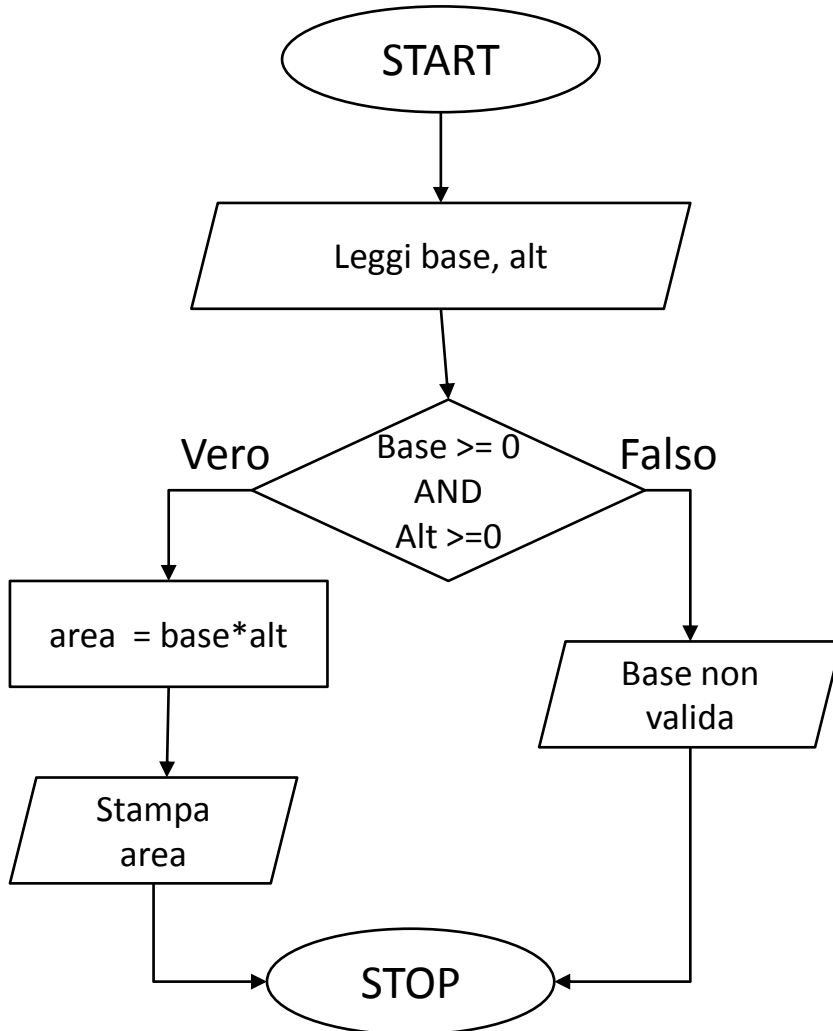 START
Leggi base, alt
Vero
Base >= 0
AND
Alt >=0
Falso
area  = base*alt
Base non
valida
Stampa
area
STOP